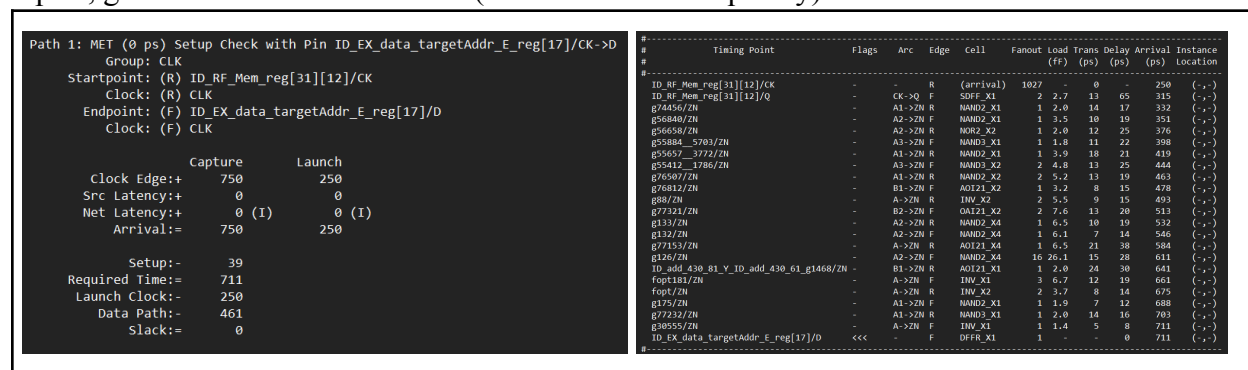 Path 1: MET (0 ps) Setup Check with Pin ID_EX_data_targetAddr_E_reg[17]/CK->D
Group: CLK
Startpoint: (R) ID_RF_Mem_reg[31][12]/CK
Clock: (R) CLK
Endpoint: (F) ID_EX_data_targetAddr_E_reg[17]/D
Clock: (F) CLK
Capture Launch
Clock Edge:+ 750 250
Src Latency:+ 0 0
Net Latency:+ 0 (I) 0 (I)
Arrival:= 750 250
Setup:- 39
Required Time:= 711
Launch Clock:- 250
Data Path:- 461
Slack:= 0
#-----------------------------------------------------------------------------------------------
# Timing Point Flags Arc Edge Cell Fanout Load Trans Delay Arrival Instance
# (fF) (ps) (ps) (ps) Location
#-----------------------------------------------------------------------------------------------
ID_RF_Mem_reg[31][12]/CK - - R (arrival) 1027 - 0 - 250 (-,-)
ID_RF_Mem_reg[31][12]/Q - CK->Q F SDFF_X1 2 2.7 13 65 315 (-,-)
g74456/ZN - A1->ZN R NAND2_X1 1 2.0 14 17 332 (-,-)
g56840/ZN - A2->ZN F NAND2_X1 1 3.5 10 19 351 (-,-)
g56658/ZN - A2->ZN R NOR2_X2 1 2.0 12 25 376 (-,-)
g55884__5703/ZN - A3->ZN F NAND3_X1 1 1.8 11 22 398 (-,-)
g55657__3772/ZN - A1->ZN R NAND2_X1 1 3.9 18 21 419 (-,-)
g55412__1786/ZN - A3->ZN F NAND3_X2 2 4.8 13 25 444 (-,-)
g76507/ZN - A2->ZN R NAND2_X2 2 5.2 13 19 463 (-,-)
g76812/ZN - B1->ZN F AOI21_X2 1 3.2 8 15 478 (-,-)
g88/ZN - A->ZN R INV_X2 2 5.5 9 15 493 (-,-)
g77321/ZN - B2->ZN F OAI21_X2 2 7.6 13 20 513 (-,-)
g133/ZN - A2->ZN R NAND2_X4 1 6.5 10 19 532 (-,-)
g132/ZN - A2->ZN F NAND2_X4 1 6.1 7 14 546 (-,-)
g77153/ZN - A->ZN R AOI21_X4 1 6.5 21 38 584 (-,-)
g126/ZN - A2->ZN F NAND2_X4 16 26.1 15 28 611 (-,-)
ID_add_430_81_Y_ID_add_430_61_g1468/ZN - B1->ZN R AOI21_X1 1 2.0 24 30 641 (-,-)
fopt181/ZN - A->ZN F INV_X1 3 6.7 12 19 661 (-,-)
fopt/ZN - A->ZN R INV_X2 2 3.7 8 14 675 (-,-)
g175/ZN - A1->ZN F NAND2_X1 1 1.9 7 12 688 (-,-)
g77232/ZN - A1->ZN R NAND3_X1 1 2.0 14 16 703 (-,-)
g30555/ZN - A->ZN F INV_X1 1 1.4 5 8 711 (-,-)
ID_EX_data_targetAddr_E_reg[17]/D <<< - F DFFR_X1 1 - - 0 711 (-,-)
#-----------------------------------------------------------------------------------------------